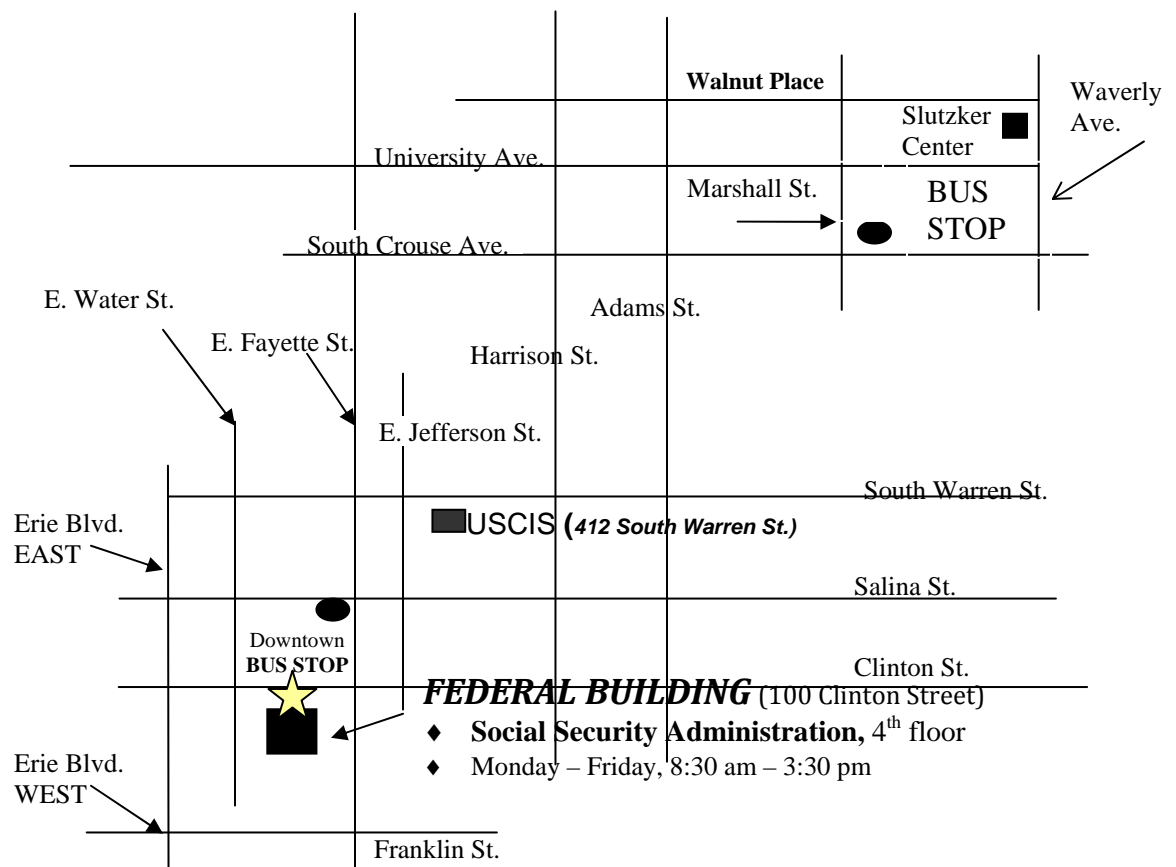 Walnut Place
Waverly
Ave.
Slutzker
Center
University Ave.
Marshall St.
BUS
STOP
South Crouse Ave.
E. Water St.
Adams St.
E. Fayette St.
Harrison St.
E. Jefferson St.
South Warren St.
Erie Blvd.
EAST
USCIS (412 South Warren St.)
Salina St.
Downtown
BUS STOP
Clinton St.
FEDERAL BUILDING (100 Clinton Street)
♦ Social Security Administration, 4th floor
♦ Monday – Friday, 8:30 am – 3:30 pm
Erie Blvd.
WEST
Franklin St.